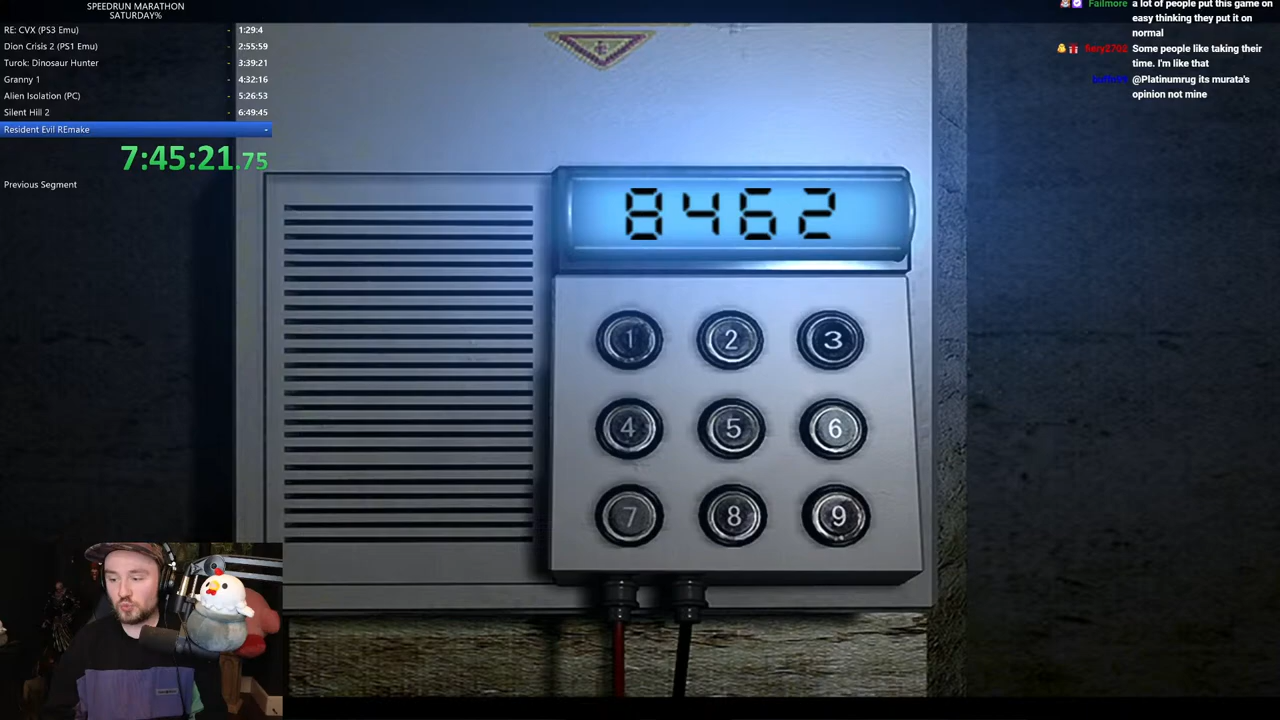 SPEEDRUN MARATHON
SATURDAY%
RE: CVX (PS3 Emu) - 1:29:4
Dion Crisis 2 (PS1 Emu) - 2:55:59
Turok: Dinosaur Hunter - 3:39:21
Granny 1 - 4:32:16
Alien Isolation (PC) - 5:26:53
Silent Hill 2 - 6:49:45
Resident Evil REmake -
7:45:21.75
Previous Segment
8462
1 2 3
4 5 6
7 8 9
Failmore a lot of people put this game on
easy thinking they put it on
normal
fiery2702 Some people like taking their
time. I'm like that
@Platinumrug its murata's
opinion not mine